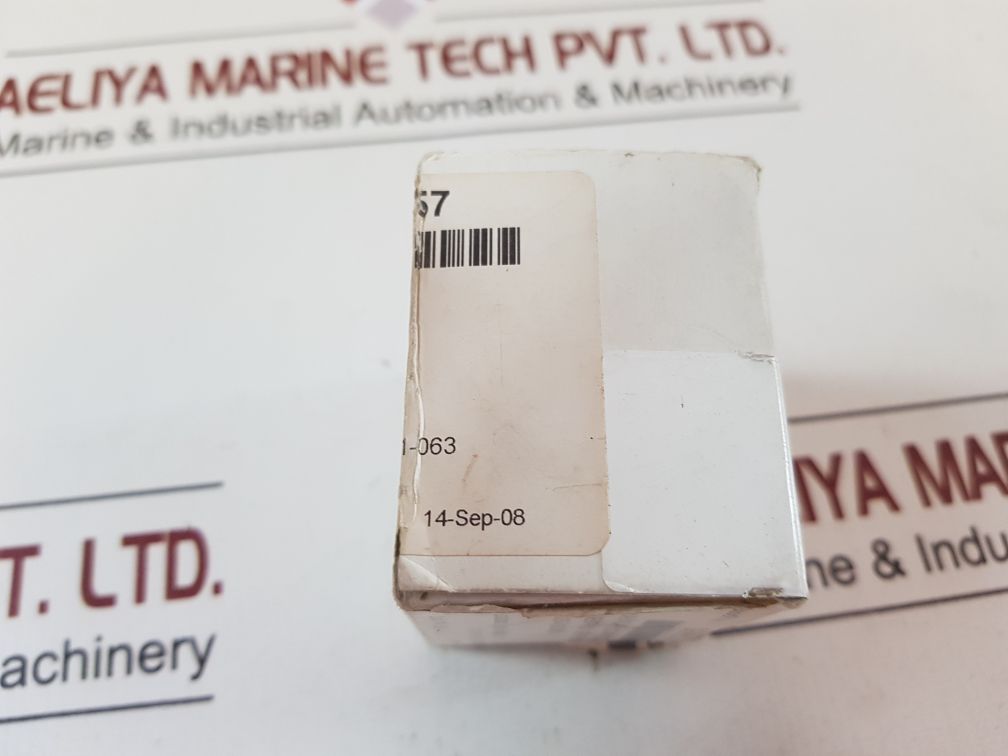 AELIYA MARINE TECH PVT. LTD.
Marine & Industrial Automation & Machinery
57
1-063
14-Sep-08
IYA MAR
ne & Indu
T. LTD.
achinery